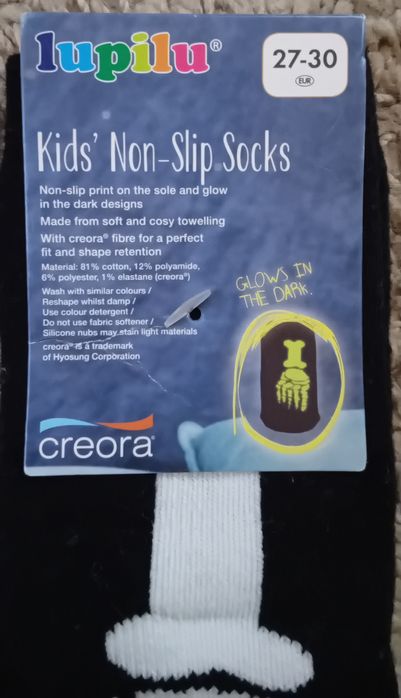 lupilu®
27-30
EUR
Kids' Non-Slip Socks
Non-slip print on the sole and glow
in the dark designs
Made from soft and cosy towelling
With creora® fibre for a perfect
fit and shape retention
Material: 81% cotton, 12% polyamide,
6% polyester, 1% elastane (creora®)
Wash with similar colours /
Reshape whilst damp /
Use colour detergent /
Do not use fabric softener /
Silicone nubs may stain light materials
creora® is a trademark
of Hyosung Corporation
GLOWS IN
THE DARK.
creora®